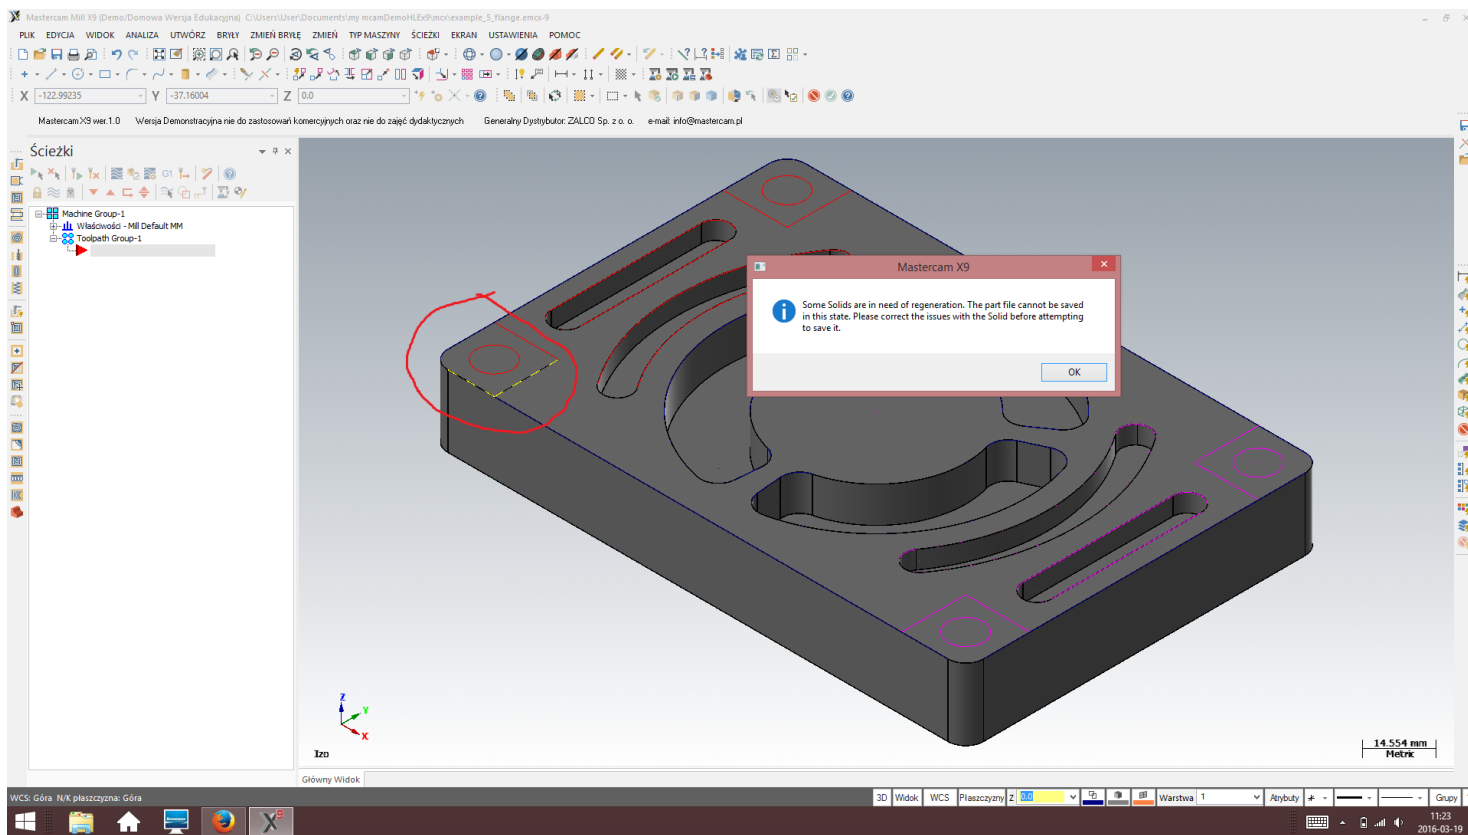 Mastercam Mill X9 (Demo/Domowa Wersja Edukacyjna) C:\Users\User\Documents\my mcamDemoHLEx9\mcx\example_5_flange.emcx-9
PLIK EDYCJA WIDOK ANALIZA UTWÓRZ BRYŁY ZMIEŃ BRYŁĘ ZMIEŃ TYP MASZYNY ŚCIEŻKI EKRAN USTAWIENIA POMOC
X -122.99235 Y -37.16004 Z 0.0
Mastercam X9 wer.1.0 Wersja Demonstracyjna nie do zastosowań komercyjnych oraz nie do zajęć dydaktycznych Generalny Dystrybutor: ZALCO Sp. z o. o. e-mail: info@mastercam.pl
Ścieżki
G1
Machine Group-1
Właściwości - Mill Default MM
Toolpath Group-1
Mastercam X9
Some Solids are in need of regeneration. The part file cannot be saved
in this state. Please correct the issues with the Solid before attempting
to save it.
OK
Z
Y
X
Izo
14.554 mm
Metric
Główny Widok
WCS: Góra N/K płaszczyzna: Góra
3D Widok WCS Płaszczyzny Z 0.0 Warstwa 1 Atrybuty Grupy
11:23
2016-03-19